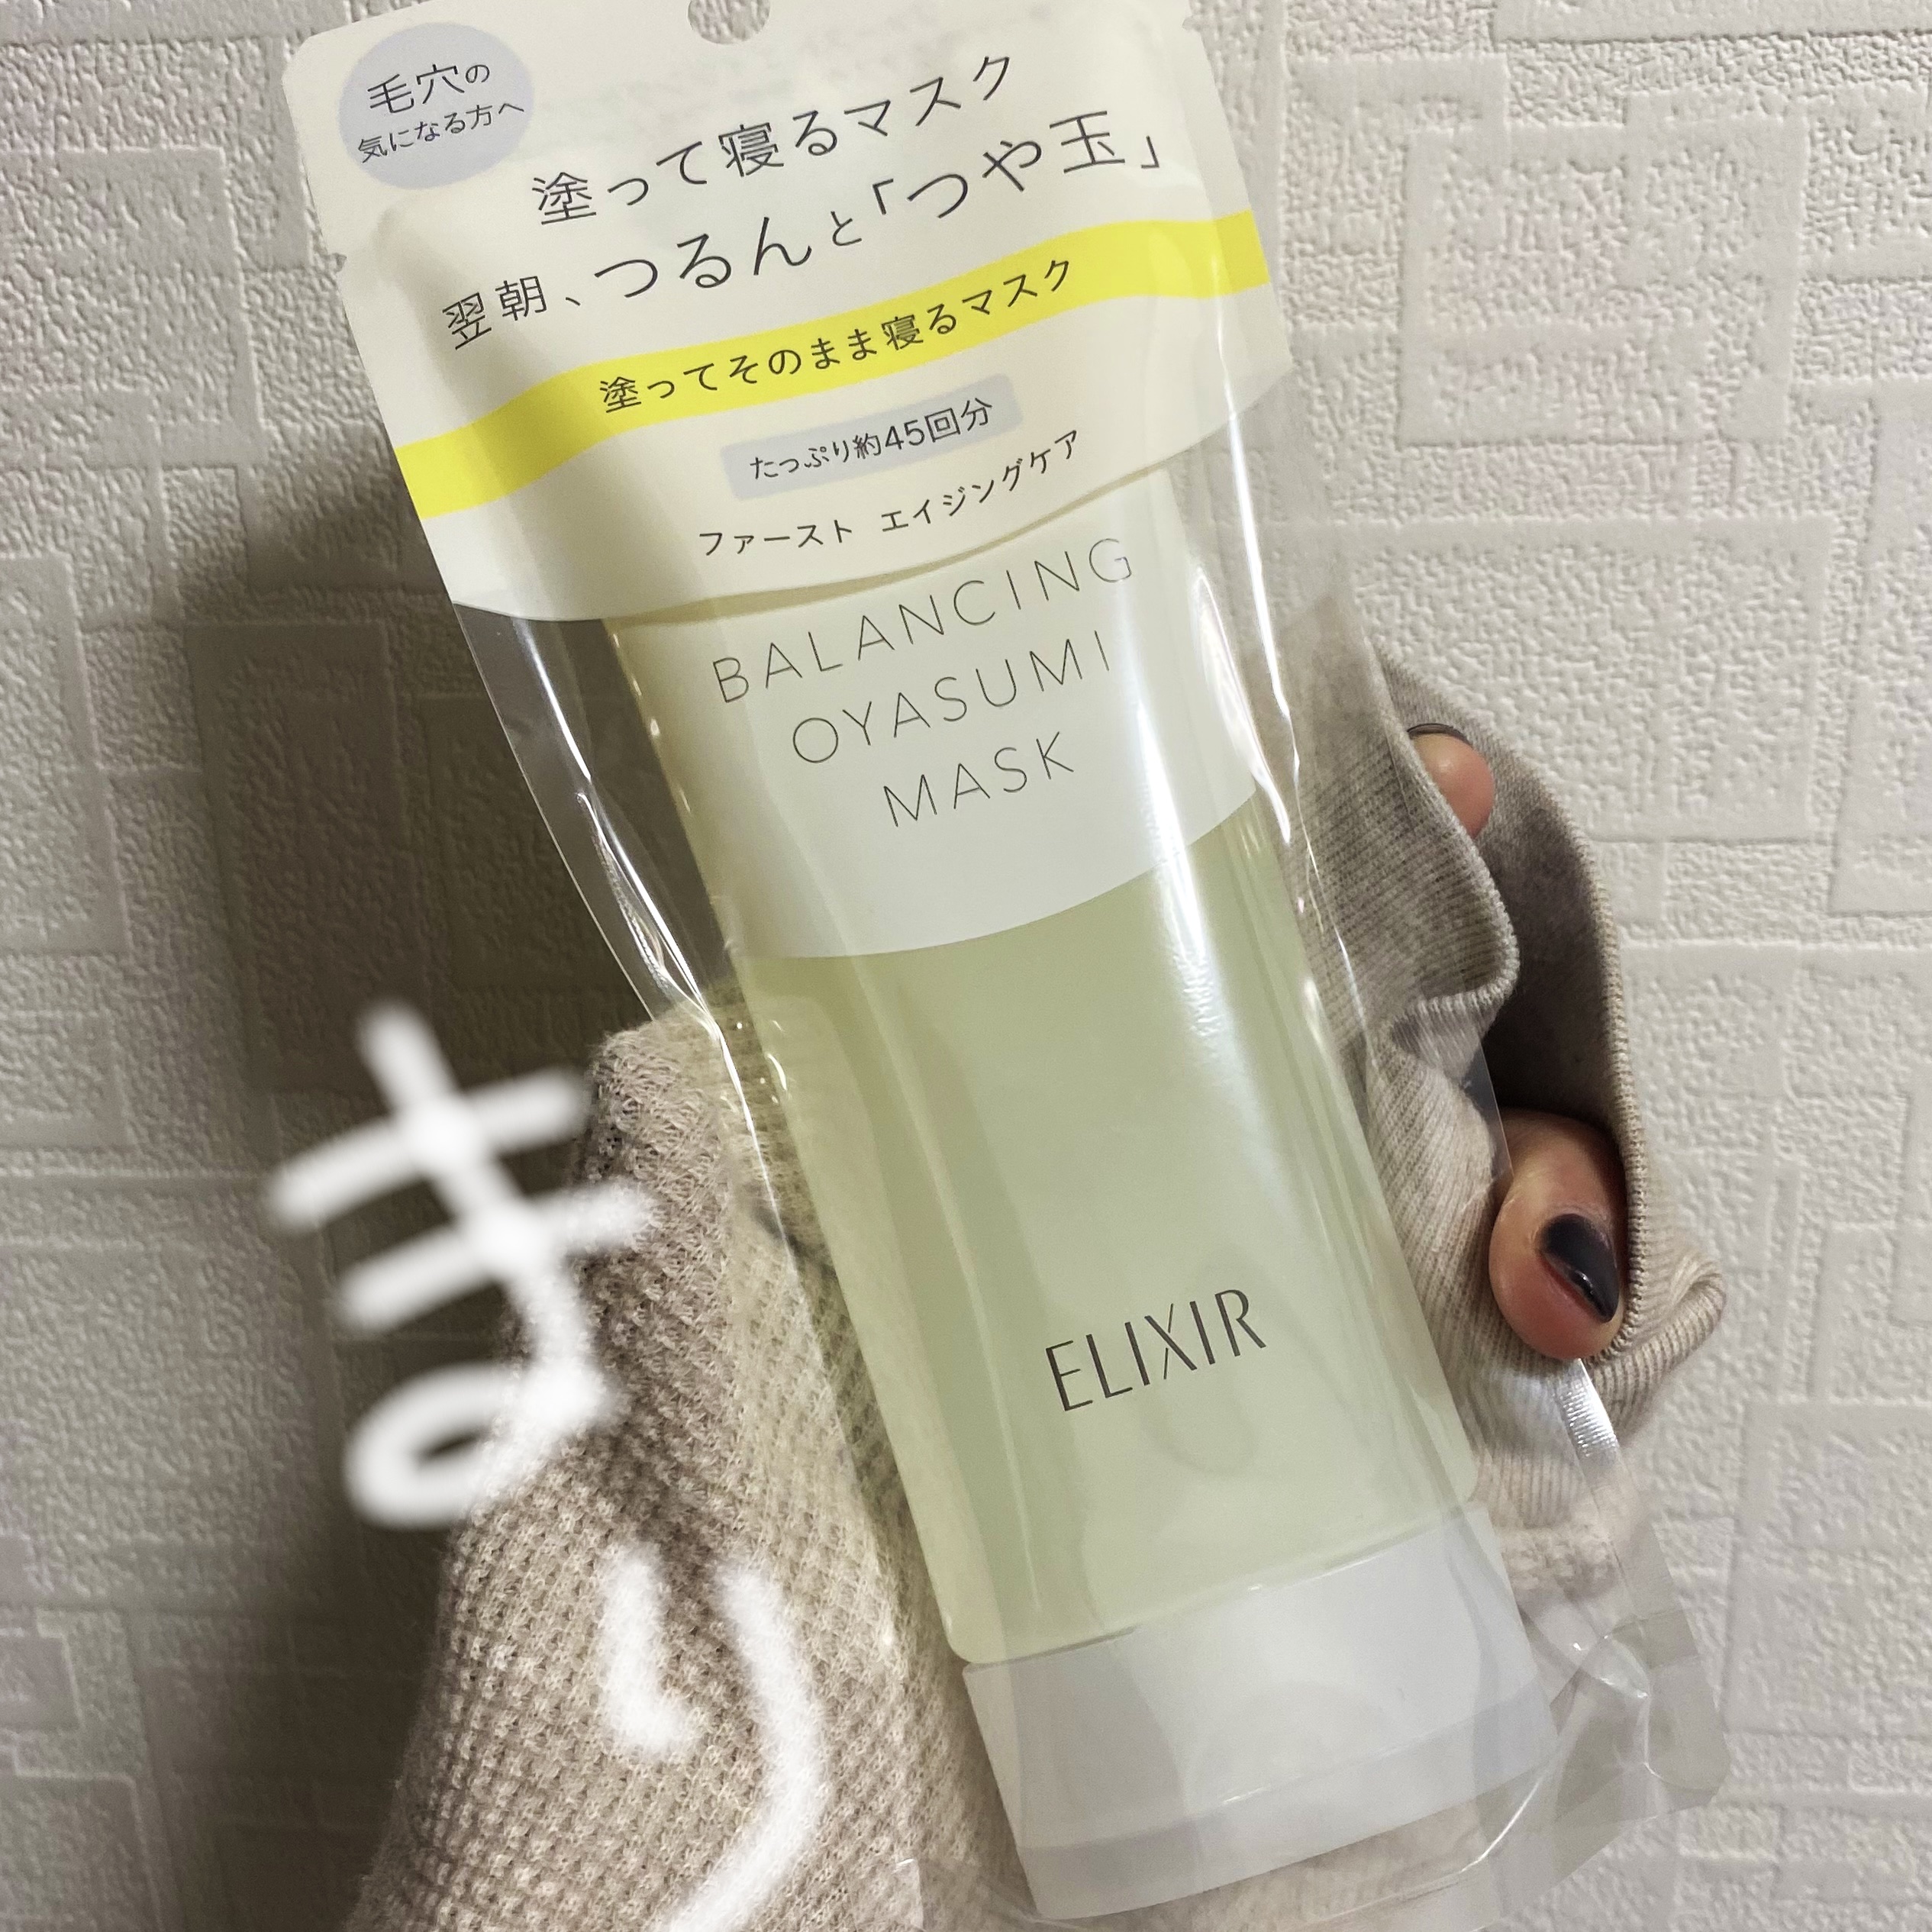 毛穴の
気になる方へ
塗って寝るマスク
翌朝、つるんと「つや玉」
塗ってそのまま寝るマスク
たっぷり約45回分
ファースト エイジングケア
BALANCING
OYASUMI
MASK
ELIXIR
ま
り